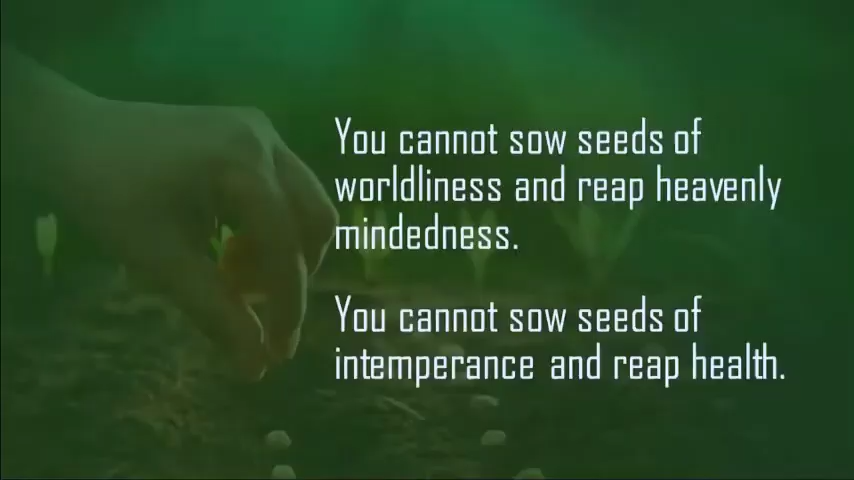 You cannot sow seeds of
worldliness and reap heavenly
mindedness.
You cannot sow seeds of
intemperance and reap health.